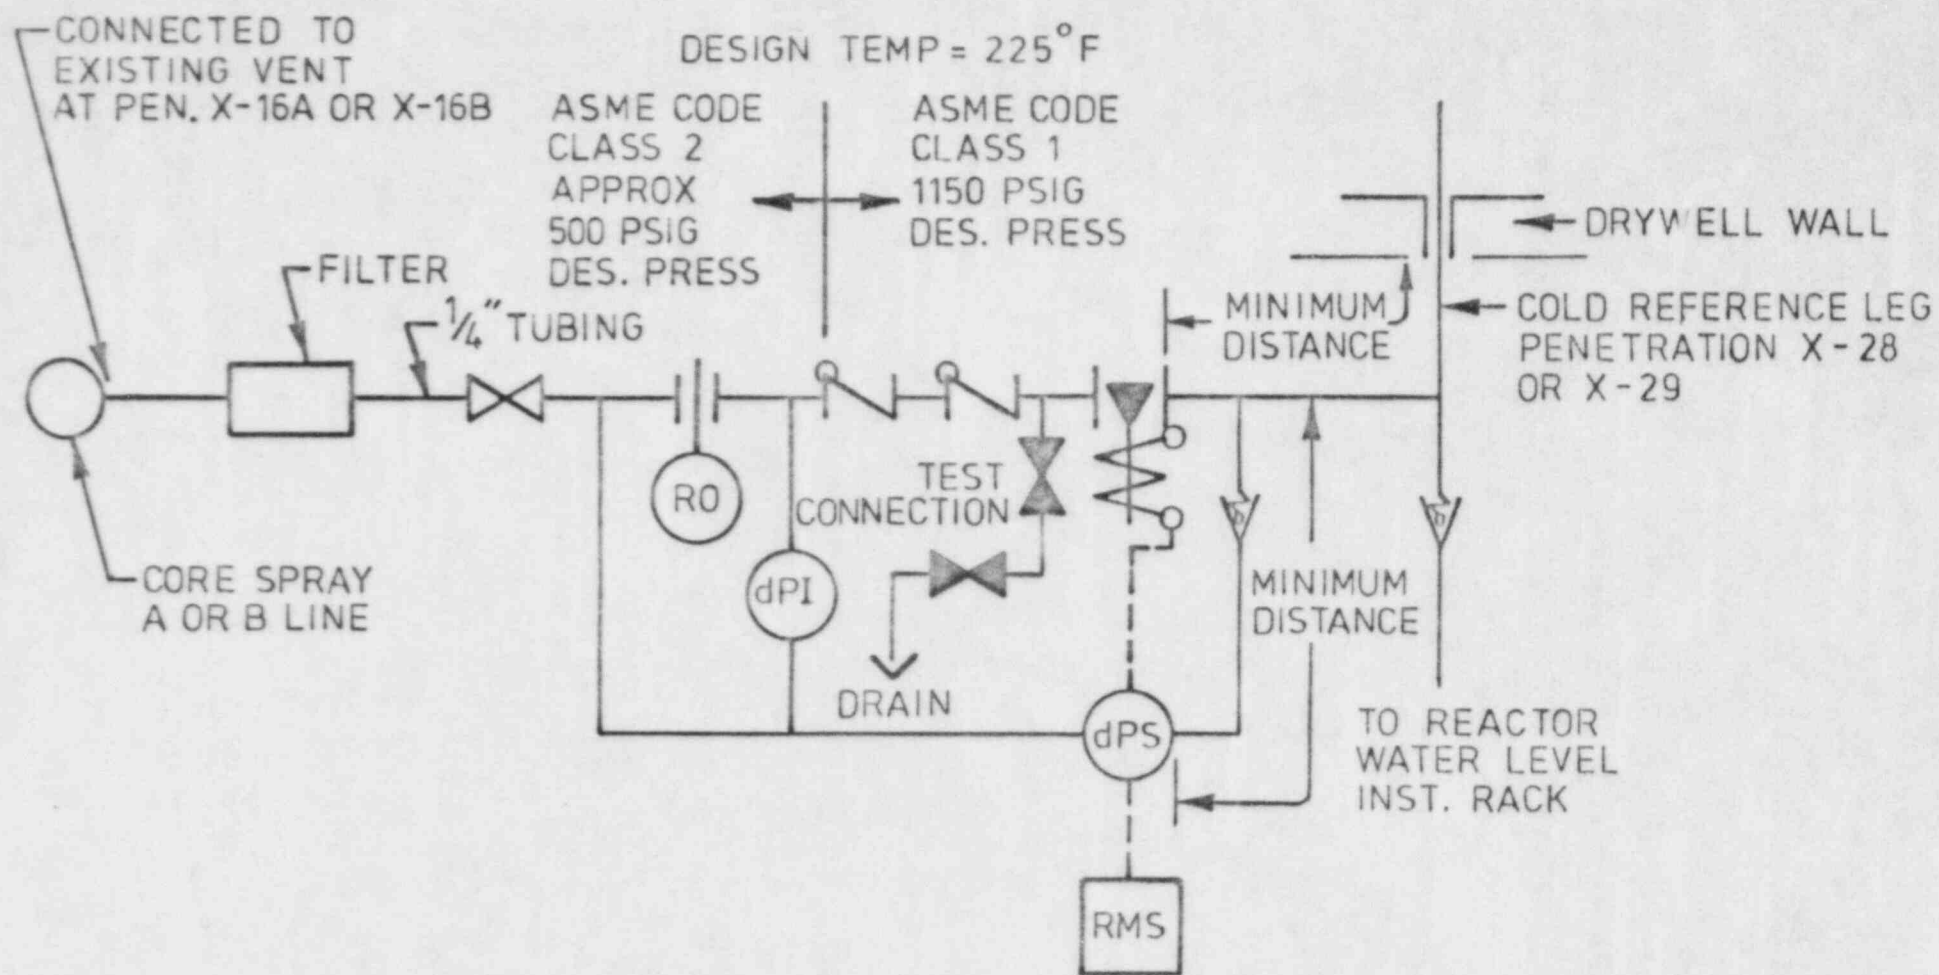 CONNECTED TO
EXISTING VENT
AT PEN. X-16A OR X-16B
DESIGN TEMP = 225°F
ASME CODE
CLASS 2
APPROX
500 PSIG
DES. PRESS
ASME CODE
CLASS 1
1150 PSIG
DES. PRESS
DRYWELL WALL
FILTER
1/4" TUBING
MINIMUM
DISTANCE
COLD REFERENCE LEG
PENETRATION X-28
OR X-29
RO
TEST
CONNECTION
dPI
CORE SPRAY
A OR B LINE
MINIMUM
DISTANCE
DRAIN
dPS
TO REACTOR
WATER LEVEL
INST. RACK
RMS